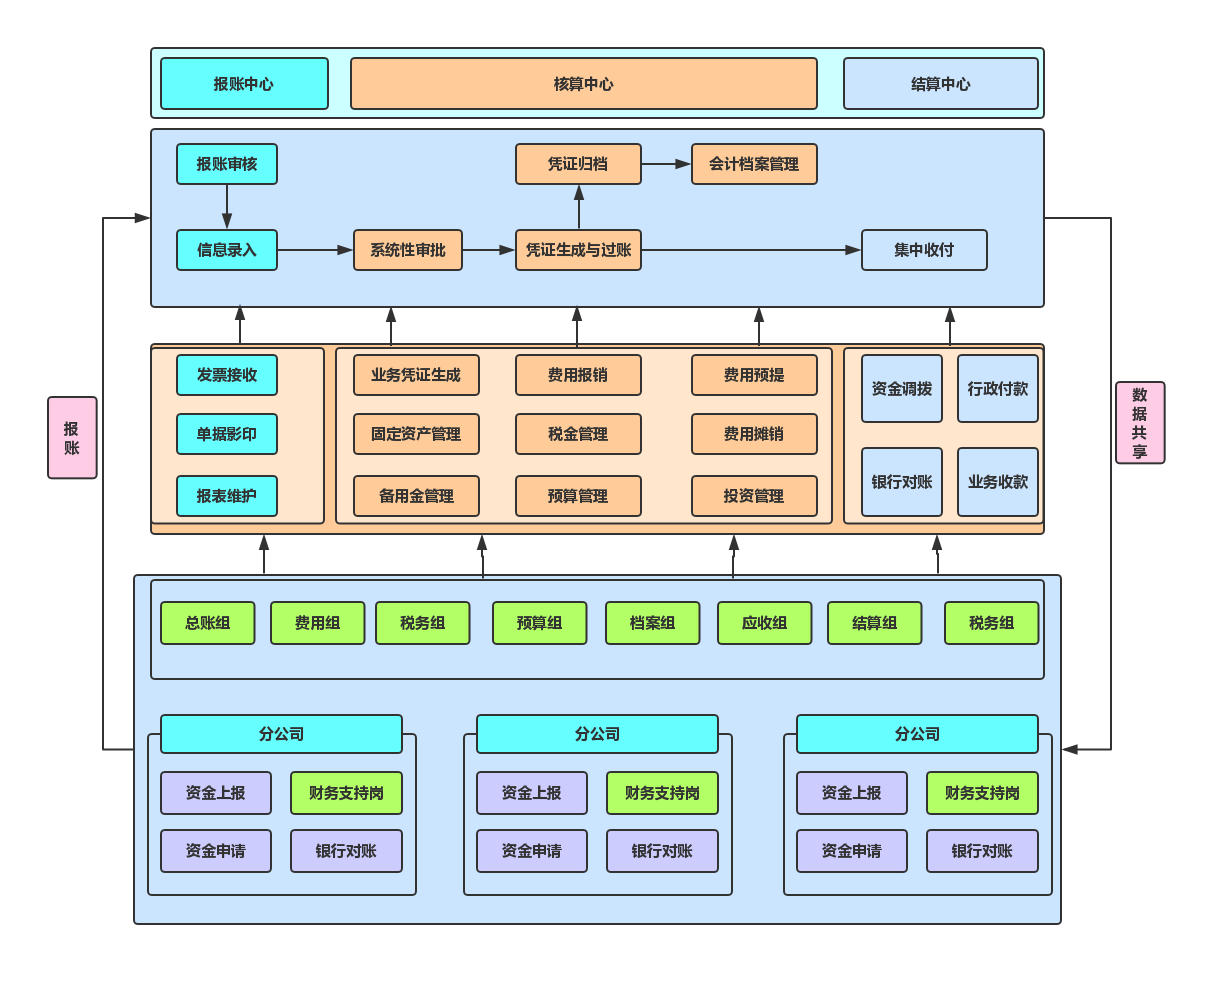 报账中心
核算中心
结算中心
报账审核
凭证归档
会计档案管理
信息录入
系统性审批
凭证生成与过账
集中收付
发票接收
业务凭证生成
费用报销
费用预提
资金调拨
行政付款
单据影印
固定资产管理
税金管理
费用摊销
报表维护
备用金管理
预算管理
投资管理
银行对账
业务收款
报
账
数
据
共
享
总账组
费用组
税务组
预算组
档案组
应收组
结算组
税务组
分公司
分公司
分公司
资金上报
财务支持岗
资金上报
财务支持岗
资金上报
财务支持岗
资金申请
银行对账
资金申请
银行对账
资金申请
银行对账